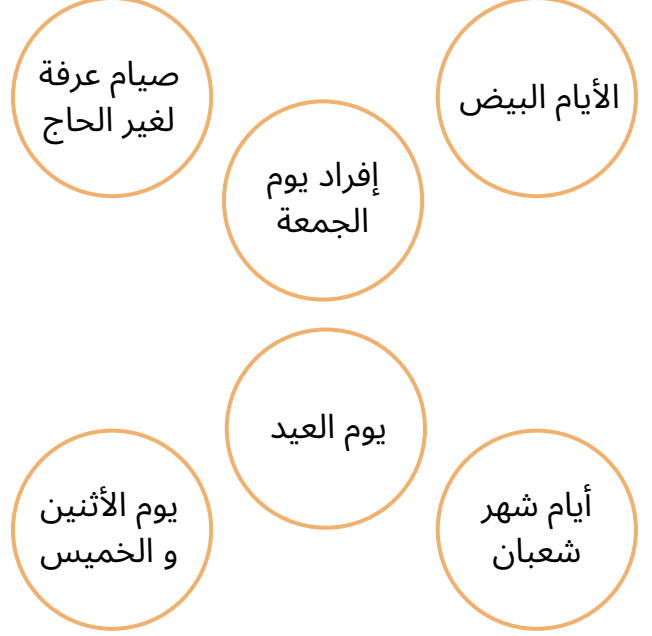 الأيام البيض
صيام عرفة
لغير الحاج
إفراد يوم
الجمعة
يوم العيد
أيام شهر
شعبان
يوم الأثنين
و الخميس